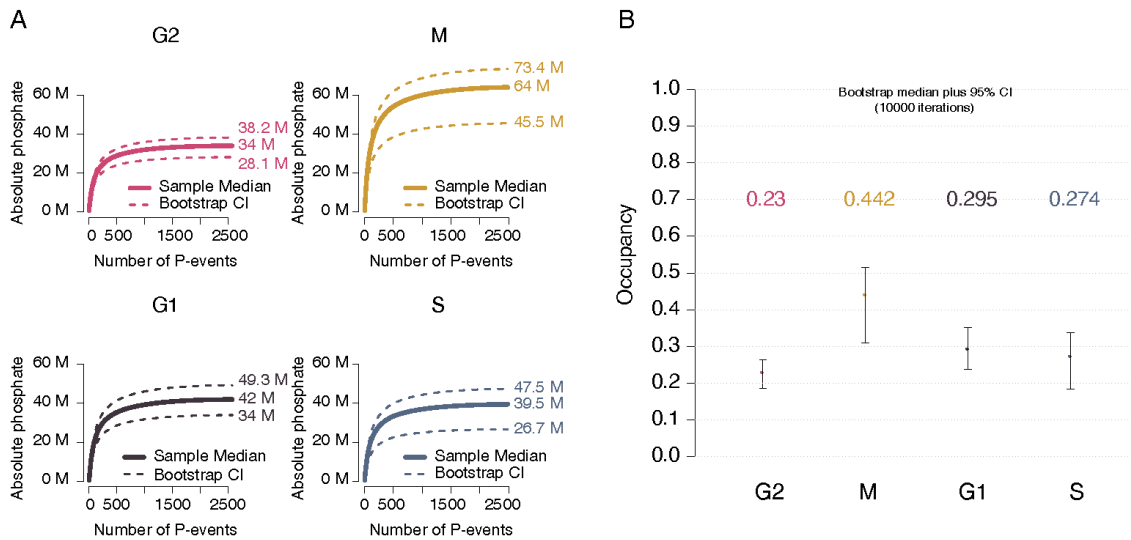 A
G2
Absolute phosphate
60 M
40 M
20 M
0 M
38.2 M
34 M
28.1 M
Sample Median
Bootstrap CI
0 500 1500 2500
Number of P-events
M
Absolute phosphate
60 M
40 M
20 M
0 M
73.4 M
64 M
45.5 M
Sample Median
Bootstrap CI
0 500 1500 2500
Number of P-events
G1
Absolute phosphate
60 M
40 M
20 M
0 M
49.3 M
42 M
34 M
Sample Median
Bootstrap CI
0 500 1500 2500
Number of P-events
S
Absolute phosphate
60 M
40 M
20 M
0 M
47.5 M
39.5 M
26.7 M
Sample Median
Bootstrap CI
0 500 1500 2500
Number of P-events
B
Bootstrap median plus 95% CI
(10000 iterations)
Occupancy
1.0
0.9
0.8
0.7
0.6
0.5
0.4
0.3
0.2
0.1
0.0
0.23 0.442 0.295 0.274
G2 M G1 S